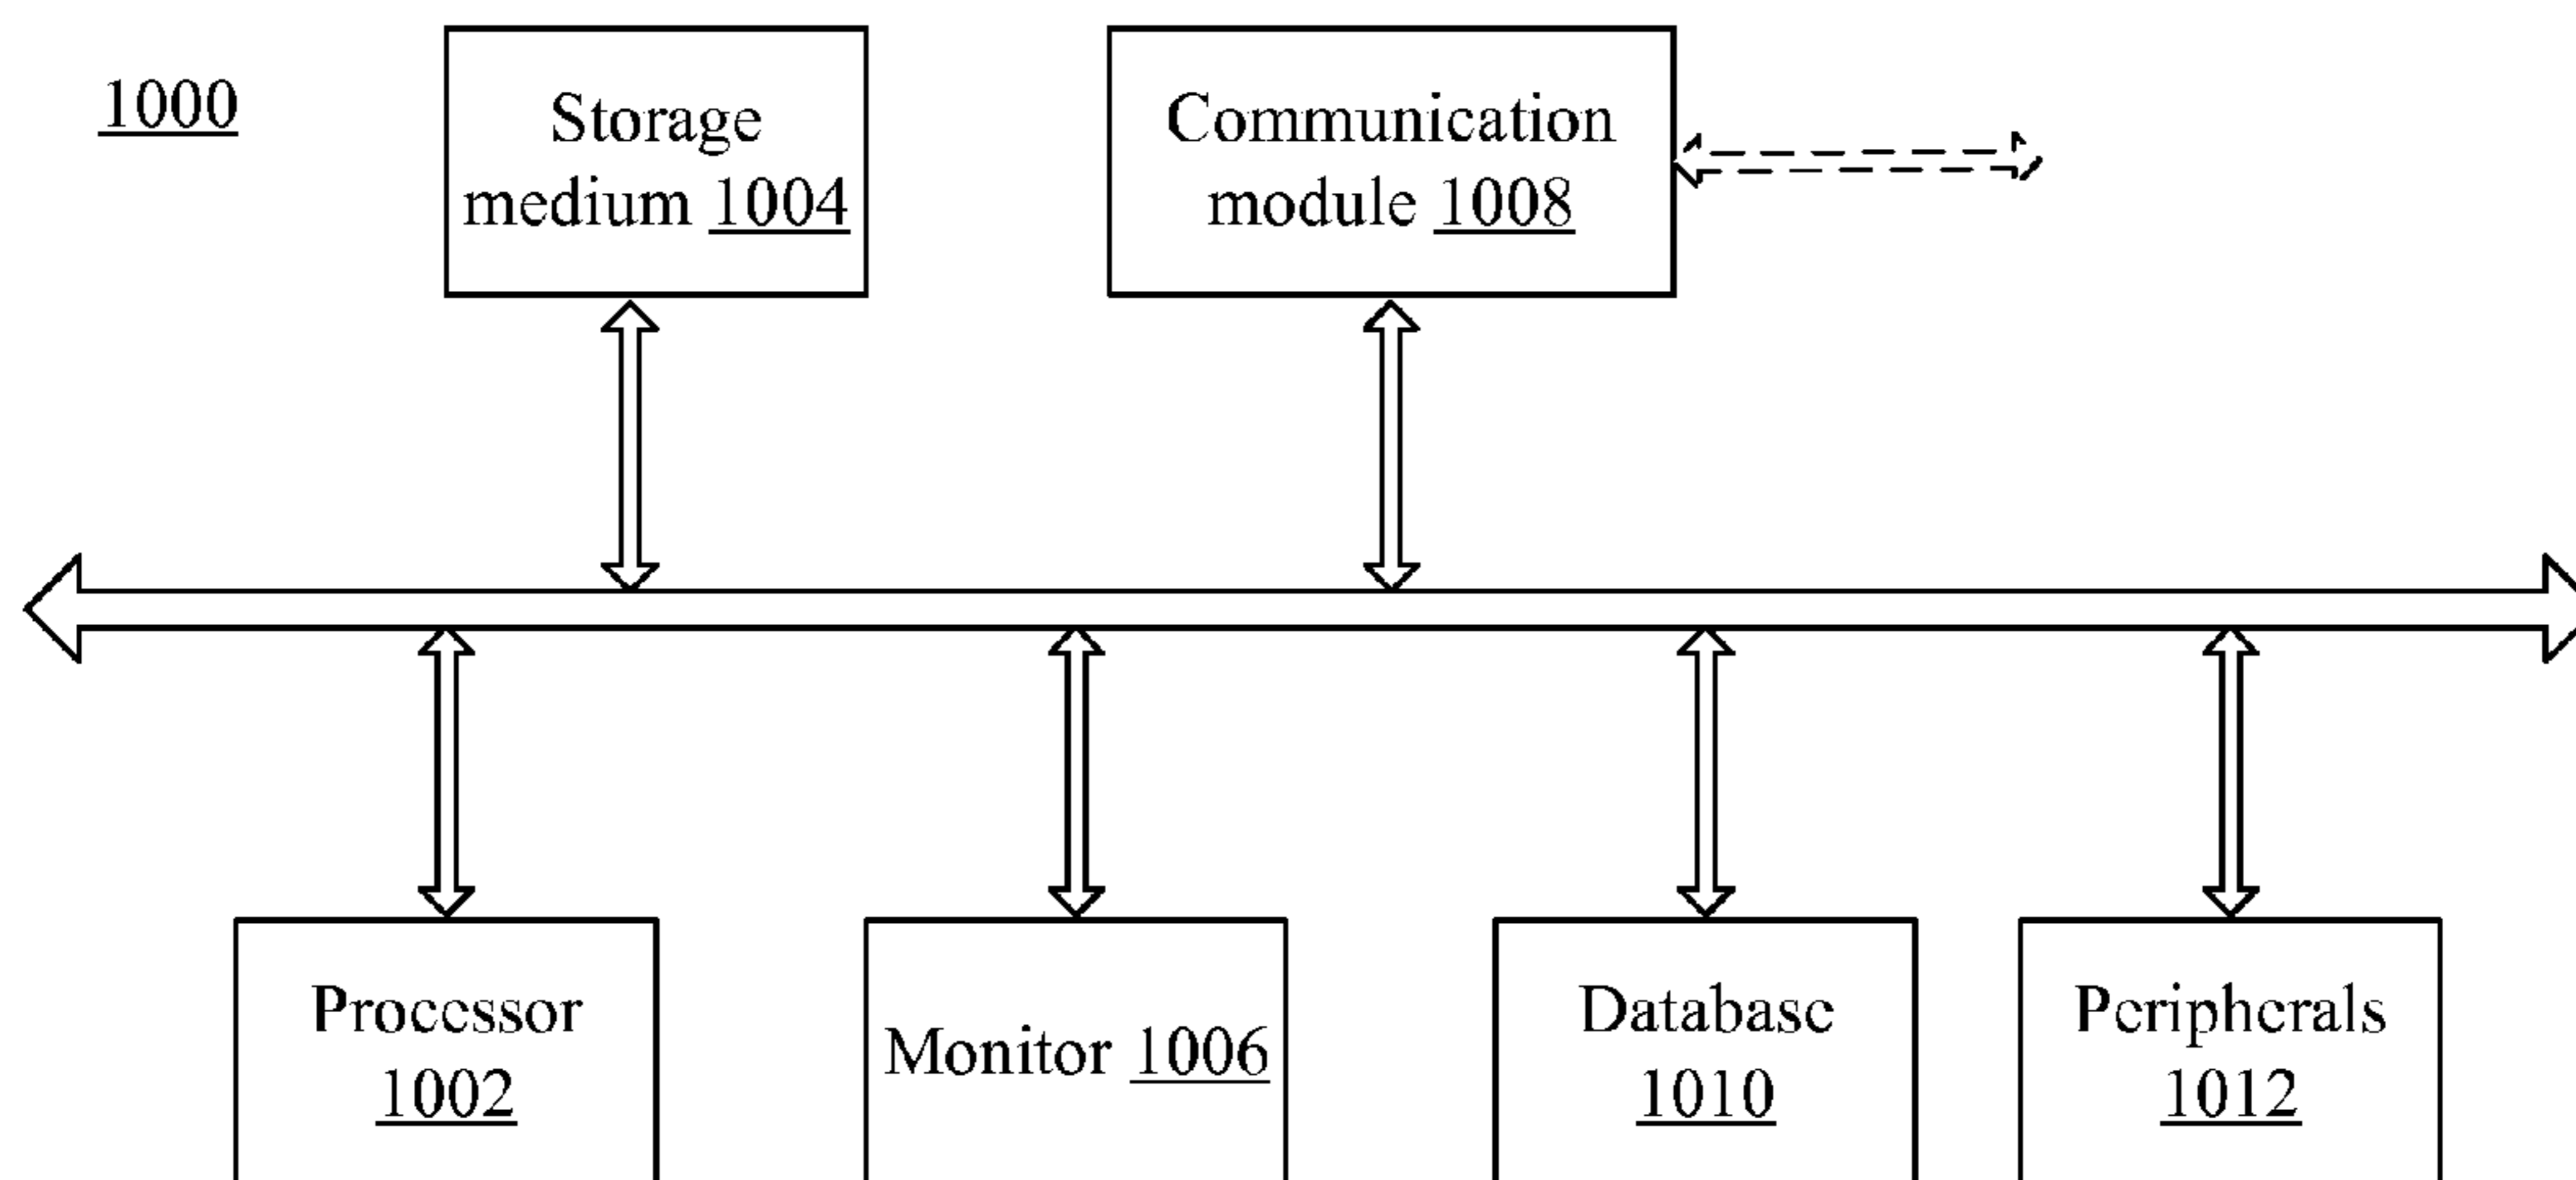 1000
Storage
medium 1004
Communication
module 1008
Processor
1002
Monitor 1006
Database
1010
Peripherals
1012